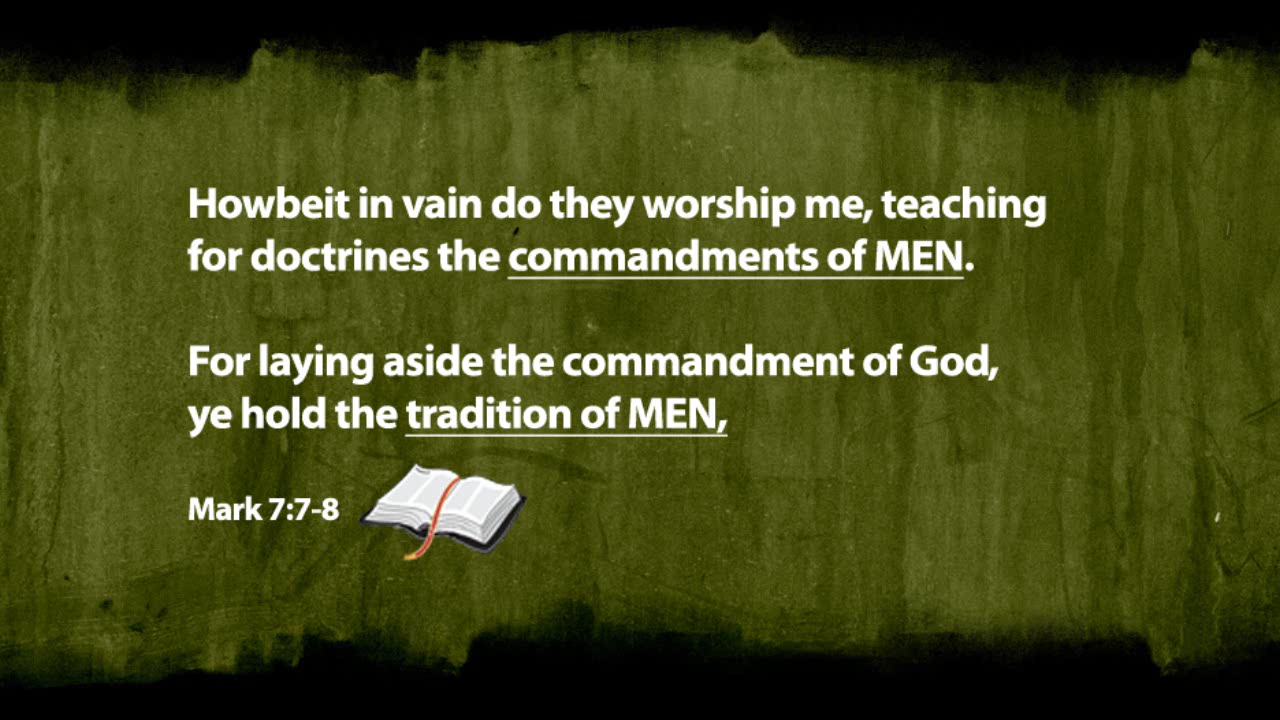 Howbeit in vain do they worship me, teaching
for doctrines the commandments of MEN.
For laying aside the commandment of God,
ye hold the tradition of MEN,
Mark 7:7-8